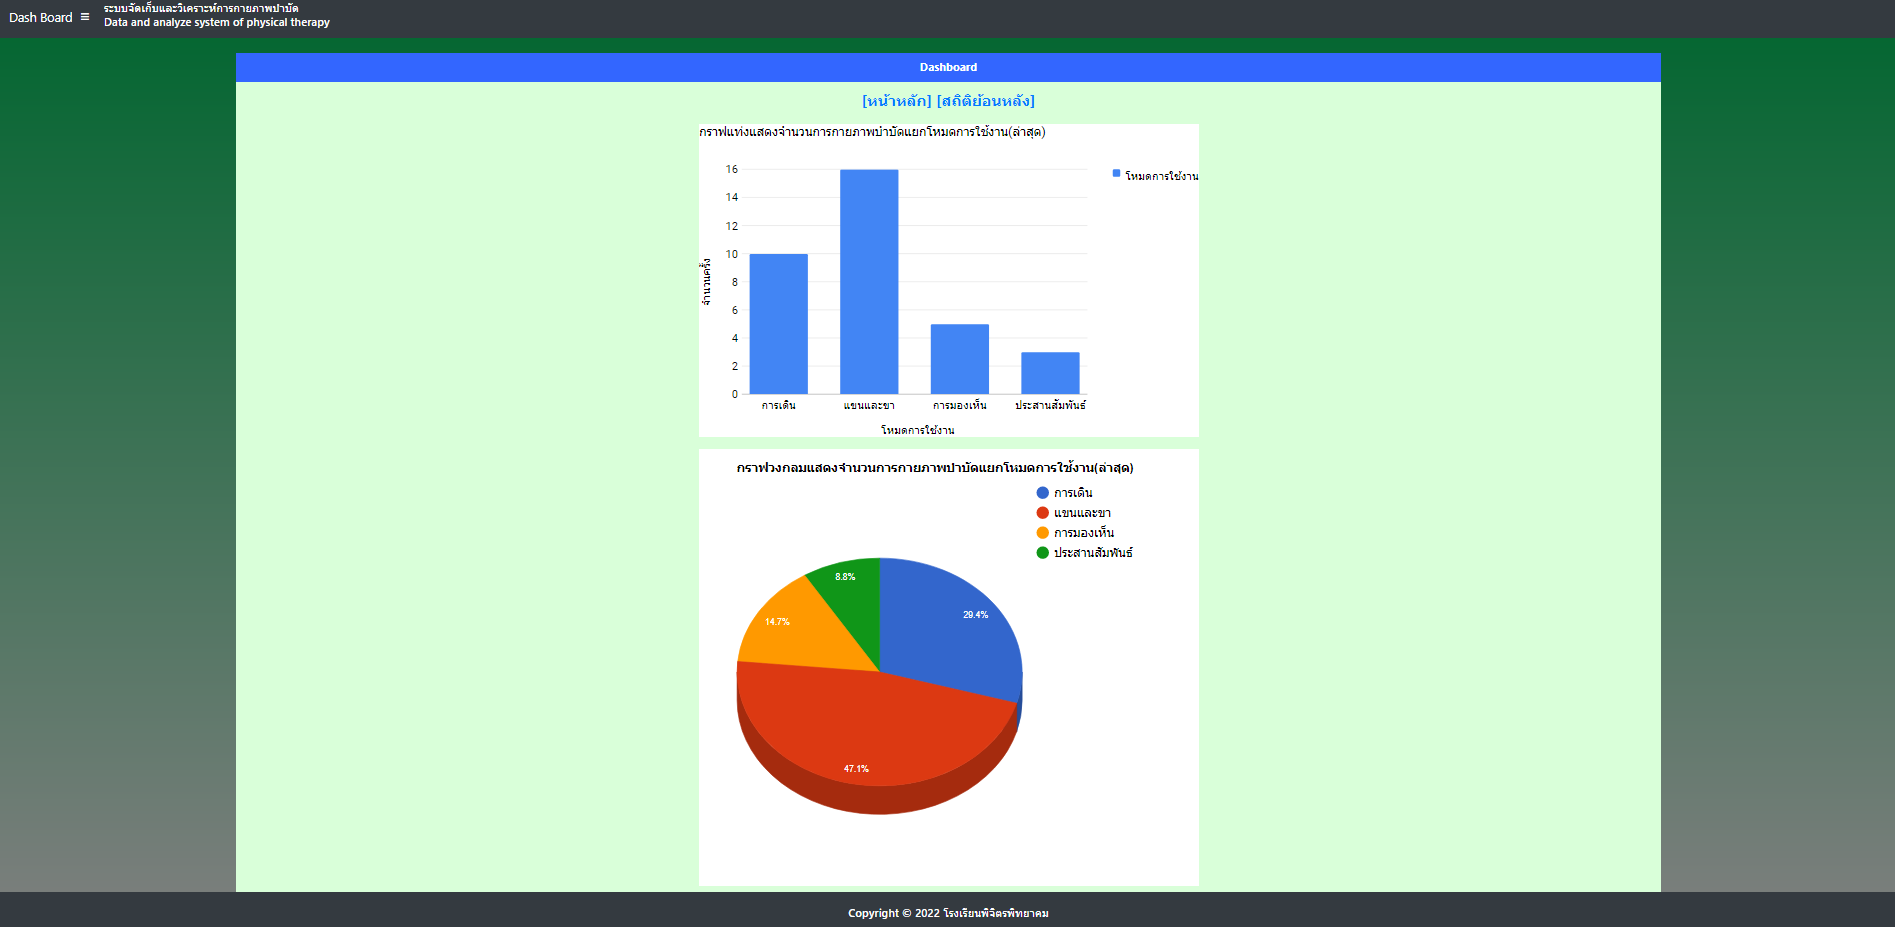 Dash Board ≡
ระบบจัดเก็บและวิเคราะห์การกายภาพบำบัด
Data and analyze system of physical therapy
Dashboard
[หน้าหลัก] [สถิติย้อนหลัง]
กราฟแท่งแสดงจำนวนการกายภาพบำบัดแยกโหมดการใช้งาน(ล่าสุด)
16
14
12
10
8
6
4
2
0
จำนวนครั้ง
โหมดการใช้งาน
การเดิน
แขนและขา
การมองเห็น
ประสานสัมพันธ์
โหมดการใช้งาน
กราฟวงกลมแสดงจำนวนการกายภาพบำบัดแยกโหมดการใช้งาน(ล่าสุด)
การเดิน
แขนและขา
การมองเห็น
ประสานสัมพันธ์
8.8%
29.4%
14.7%
47.1%
Copyright © 2022 โรงเรียนพิจิตรพิทยาคม